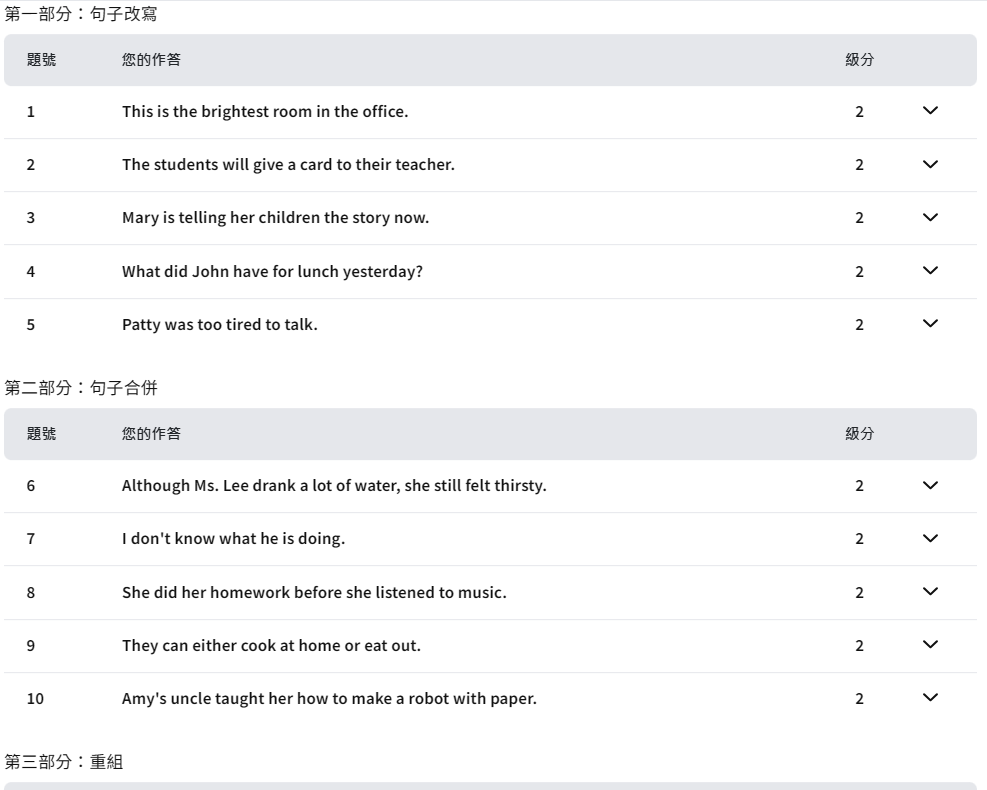 第一部分：句子改寫
題號 您的作答 級分
1 This is the brightest room in the office. 2
2 The students will give a card to their teacher. 2
3 Mary is telling her children the story now. 2
4 What did John have for lunch yesterday? 2
5 Patty was too tired to talk. 2
第二部分：句子合併
題號 您的作答 級分
6 Although Ms. Lee drank a lot of water, she still felt thirsty. 2
7 I don't know what he is doing. 2
8 She did her homework before she listened to music. 2
9 They can either cook at home or eat out. 2
10 Amy's uncle taught her how to make a robot with paper. 2
第三部分：重組